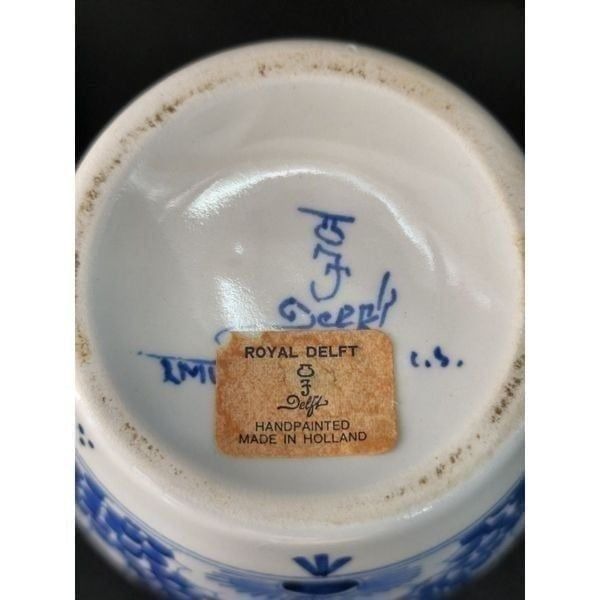 Delft
c.s.
ROYAL DELFT
Delft
HANDPAINTED
MADE IN HOLLAND